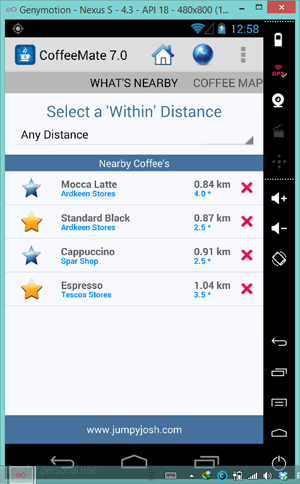 Genymotion - Nexus S - 4.3 - API 18 - 480x800 (1...
12:58
CoffeeMate 7.0
WHAT'S NEARBY
COFFEE MAP
Select a 'Within' Distance
Any Distance
Nearby Coffee's
Mocca Latte
0.84 km
Ardkeen Stores
4.0 *
Standard Black
0.87 km
Ardkeen Stores
2.5 *
Cappuccino
0.91 km
Spar Shop
2.5 *
Espresso
1.04 km
Tescos Stores
3.5 *
www.jumpyjosh.com
GPS
personal use